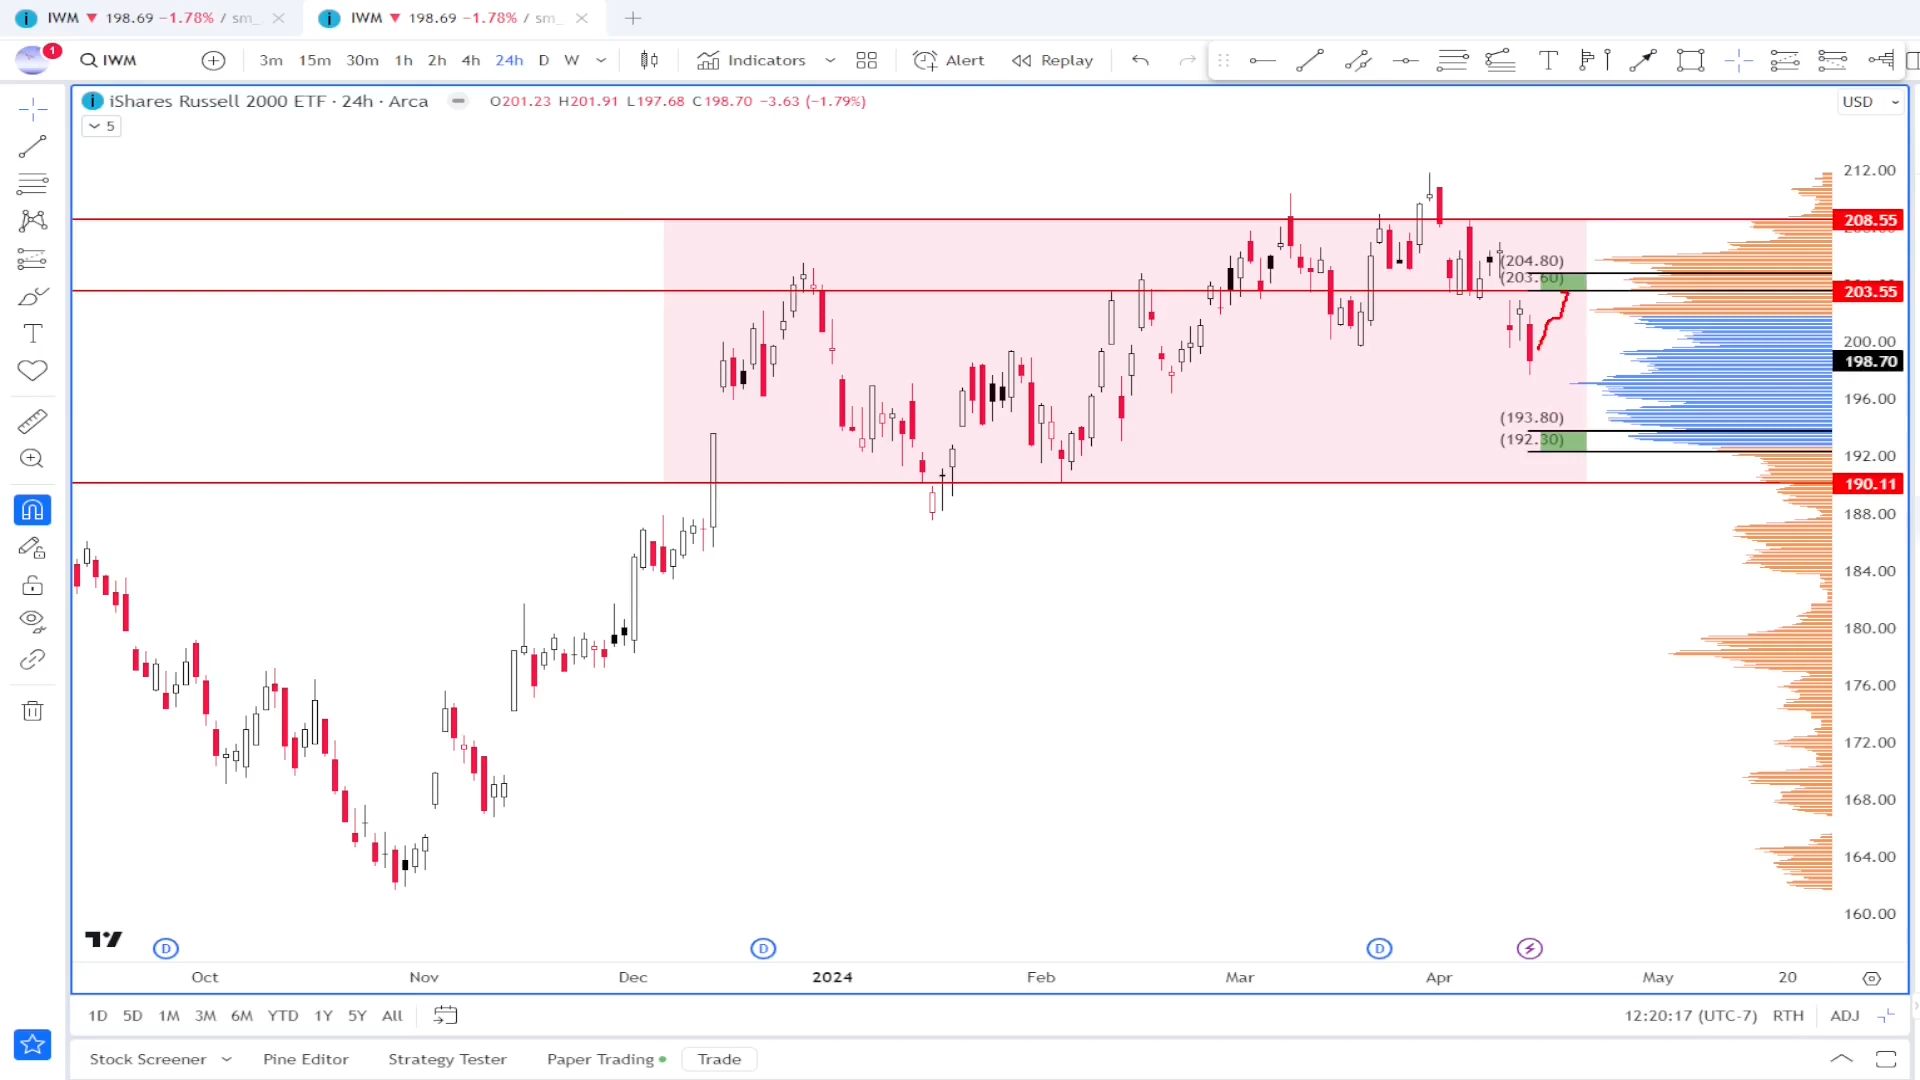 IWM ▼ 198.69 −1.78% / sm_
IWM ▼ 198.69 −1.78% / sm_
1
IWM
3m 15m 30m 1h 2h 4h 24h D W
Indicators
Alert
Replay
iShares Russell 2000 ETF · 24h · Arca
O201.23 H201.91 L197.68 C198.70 −3.63 (−1.79%)
USD
5
212.00
208.55
(204.80)
(203.60)
203.55
200.00
198.70
196.00
(193.80)
(192.30)
192.00
190.11
188.00
184.00
180.00
176.00
172.00
168.00
164.00
160.00
D D D
Oct Nov Dec 2024 Feb Mar Apr May 20
1D 5D 1M 3M 6M YTD 1Y 5Y All
12:20:17 (UTC-7) RTH ADJ
Stock Screener Pine Editor Strategy Tester Paper Trading Trade